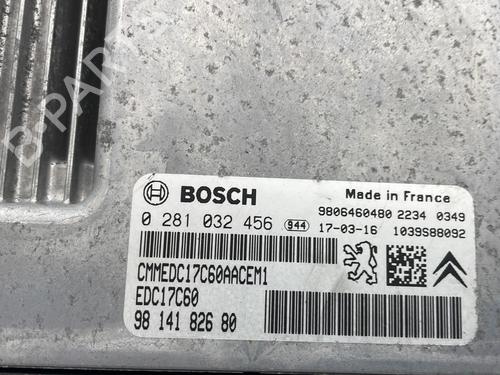 B-PARTS
BOSCH
Made in France
9806460480 2234 0349
0 281 032 456 944 17-03-16 1039S88092
CMMEDC17C60AACEM1
EDC17C60
98 141 826 80